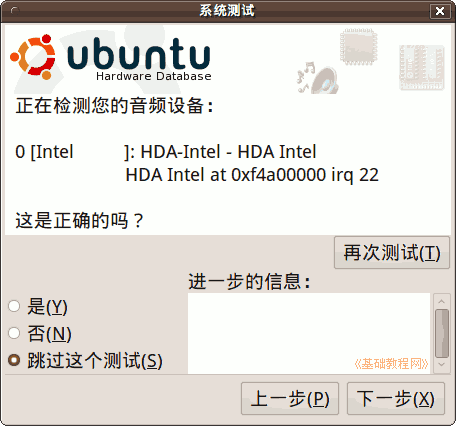 系统测试
ubuntu
Hardware Database
正在检测您的音频设备：
0 [Intel ]: HDA-Intel - HDA Intel
HDA Intel at 0xf4a00000 irq 22
这是正确的吗？
再次测试(T)
进一步的信息：
是(Y)
否(N)
跳过这个测试(S)
《基础教程网》
上一步(P) 下一步(X)